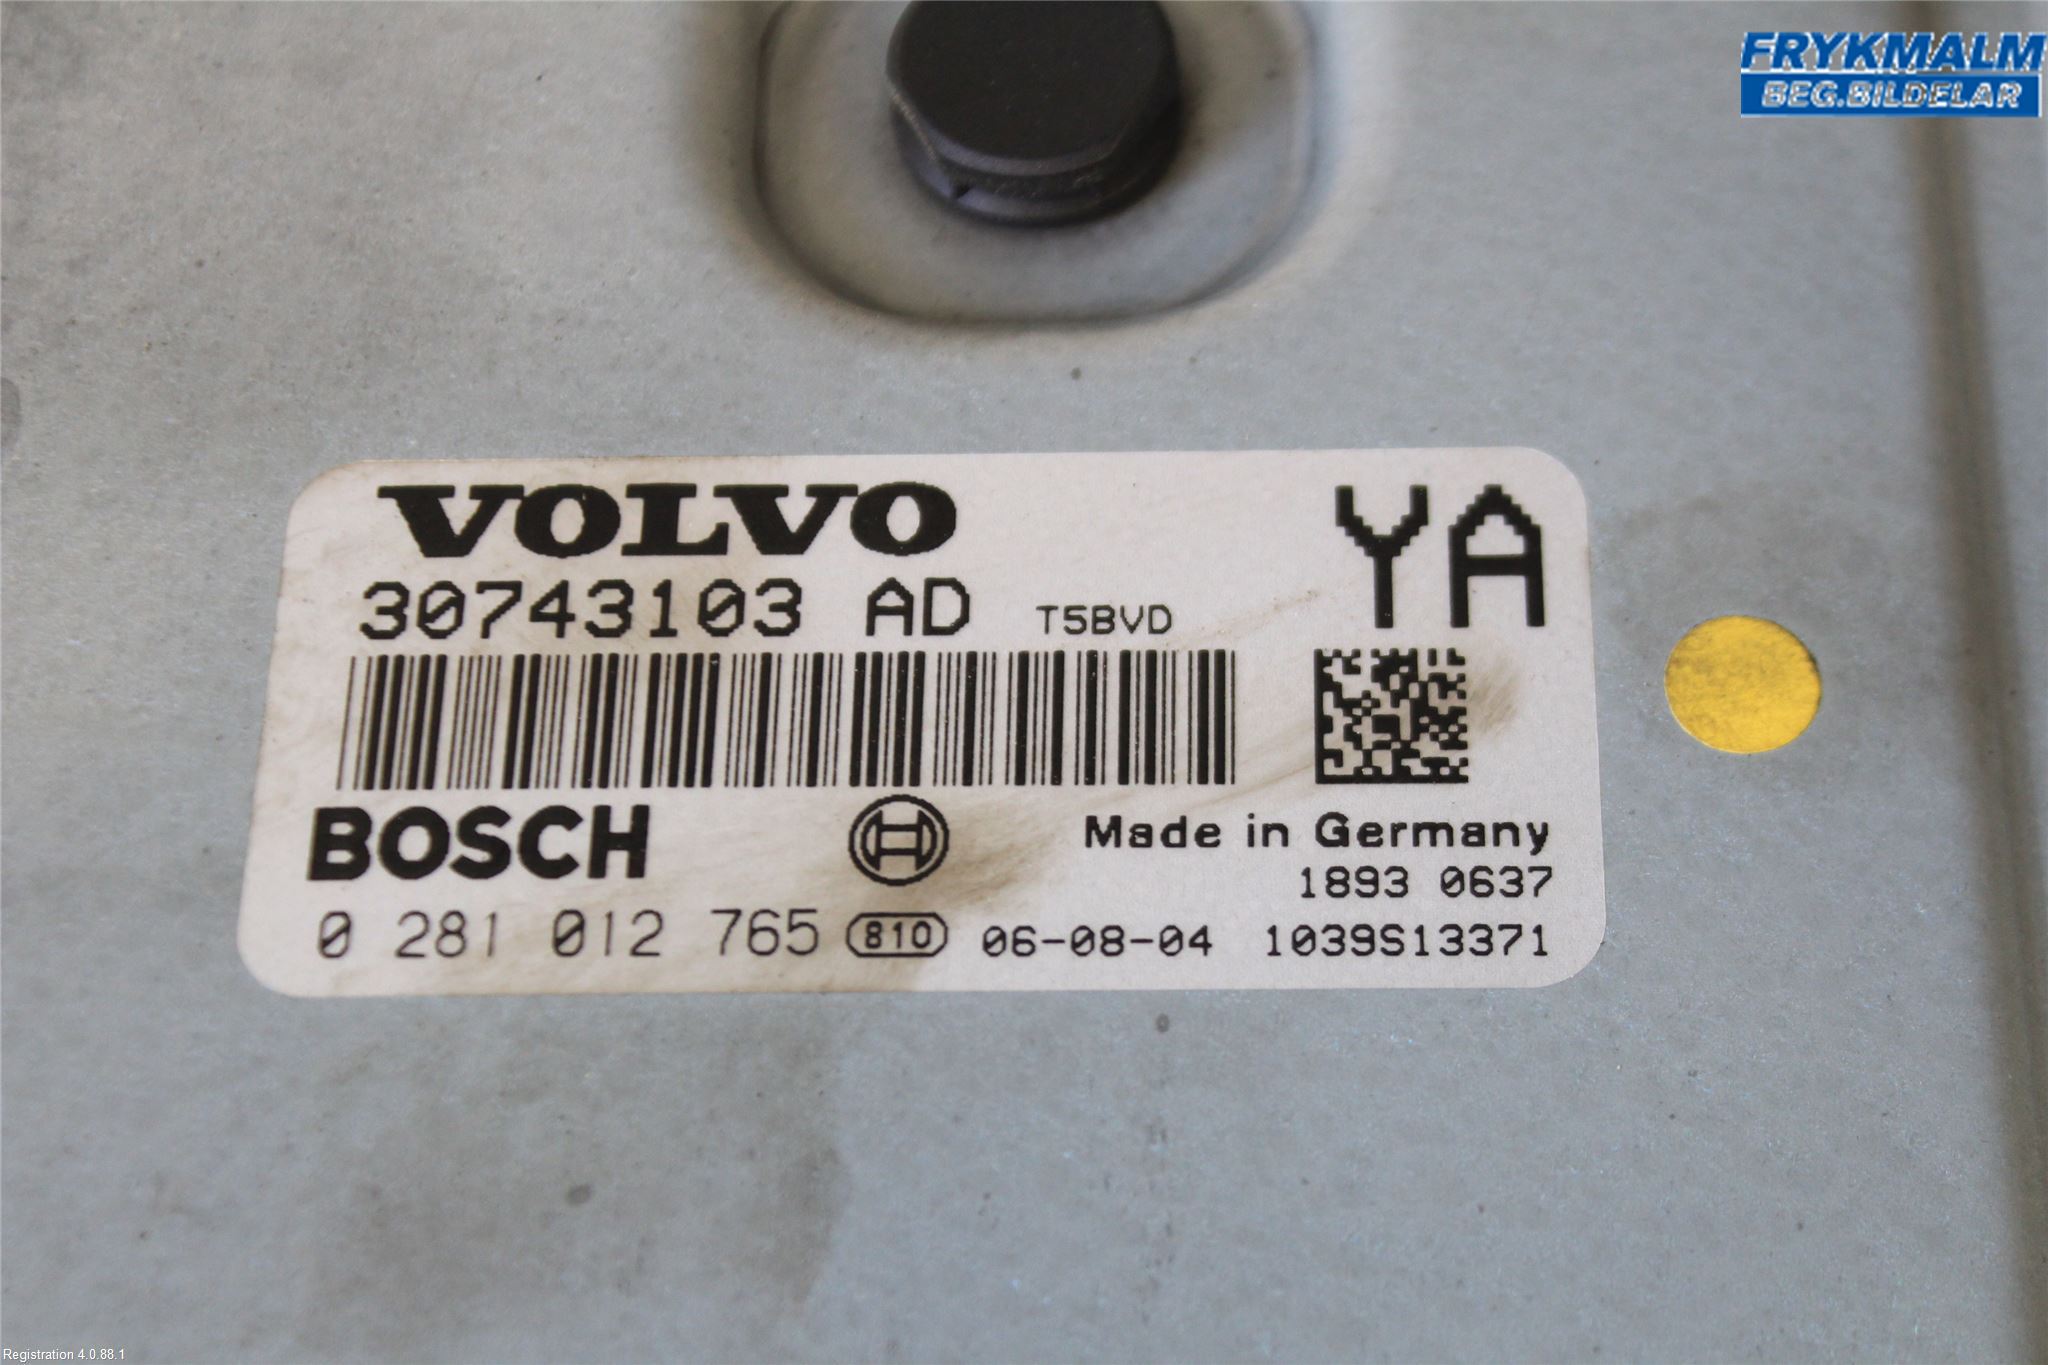 FRYKMALM
BEG.BILDELAR
VOLVO
YA
30743103 AD T5BVD
BOSCH
Made in Germany
1893 0637
0 281 012 765 810 06-08-04 1039S13371
Registration 4.0.88.1